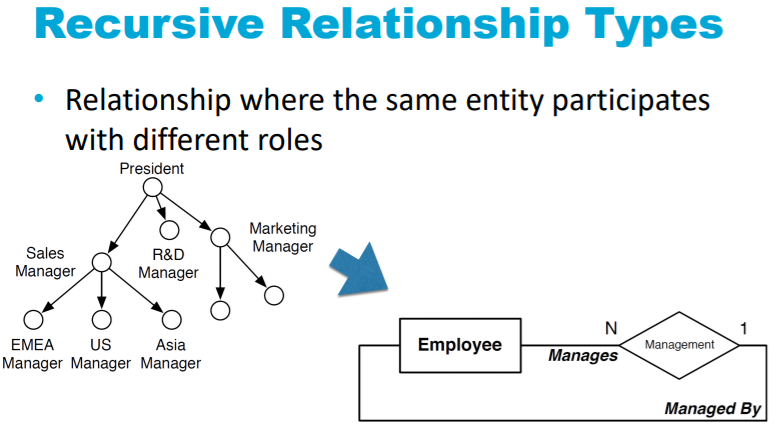 Recursive Relationship Types
• Relationship where the same entity participates
with different roles
President
Marketing
Manager
Sales
Manager
R&D
Manager
EMEA
Manager
US
Manager
Asia
Manager
Employee
N
Manages
Management
1
Managed By